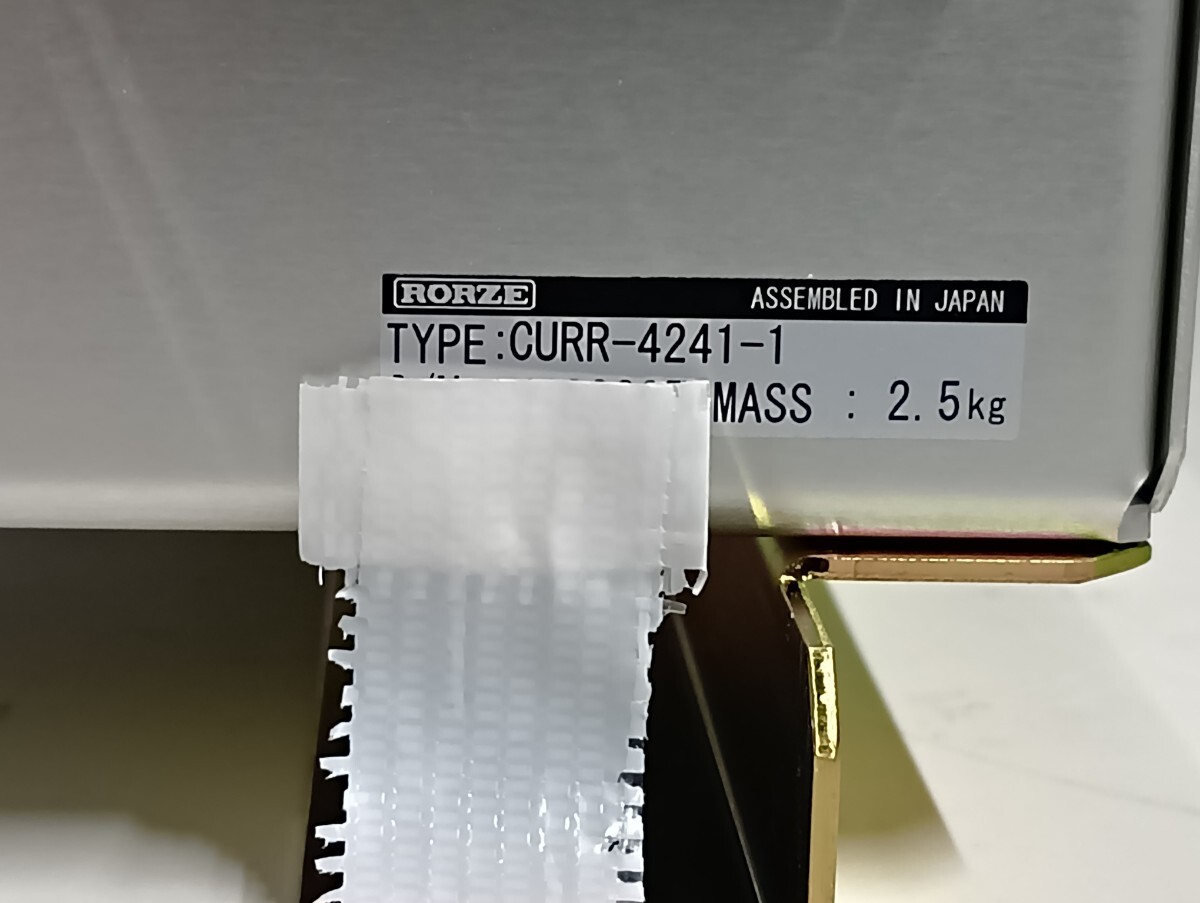 RORZE ASSEMBLED IN JAPAN
TYPE:CURR-4241-1
MASS : 2.5kg